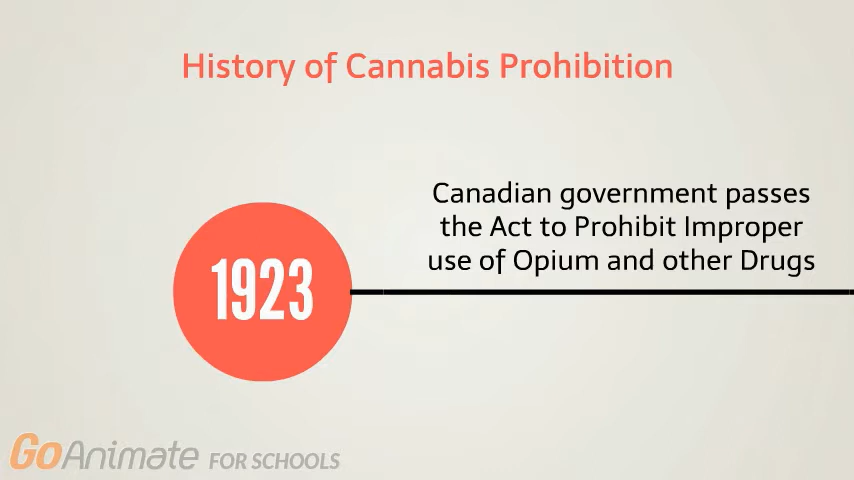 History of Cannabis Prohibition
Canadian government passes
the Act to Prohibit Improper
use of Opium and other Drugs
1923
GoAnimate FOR SCHOOLS